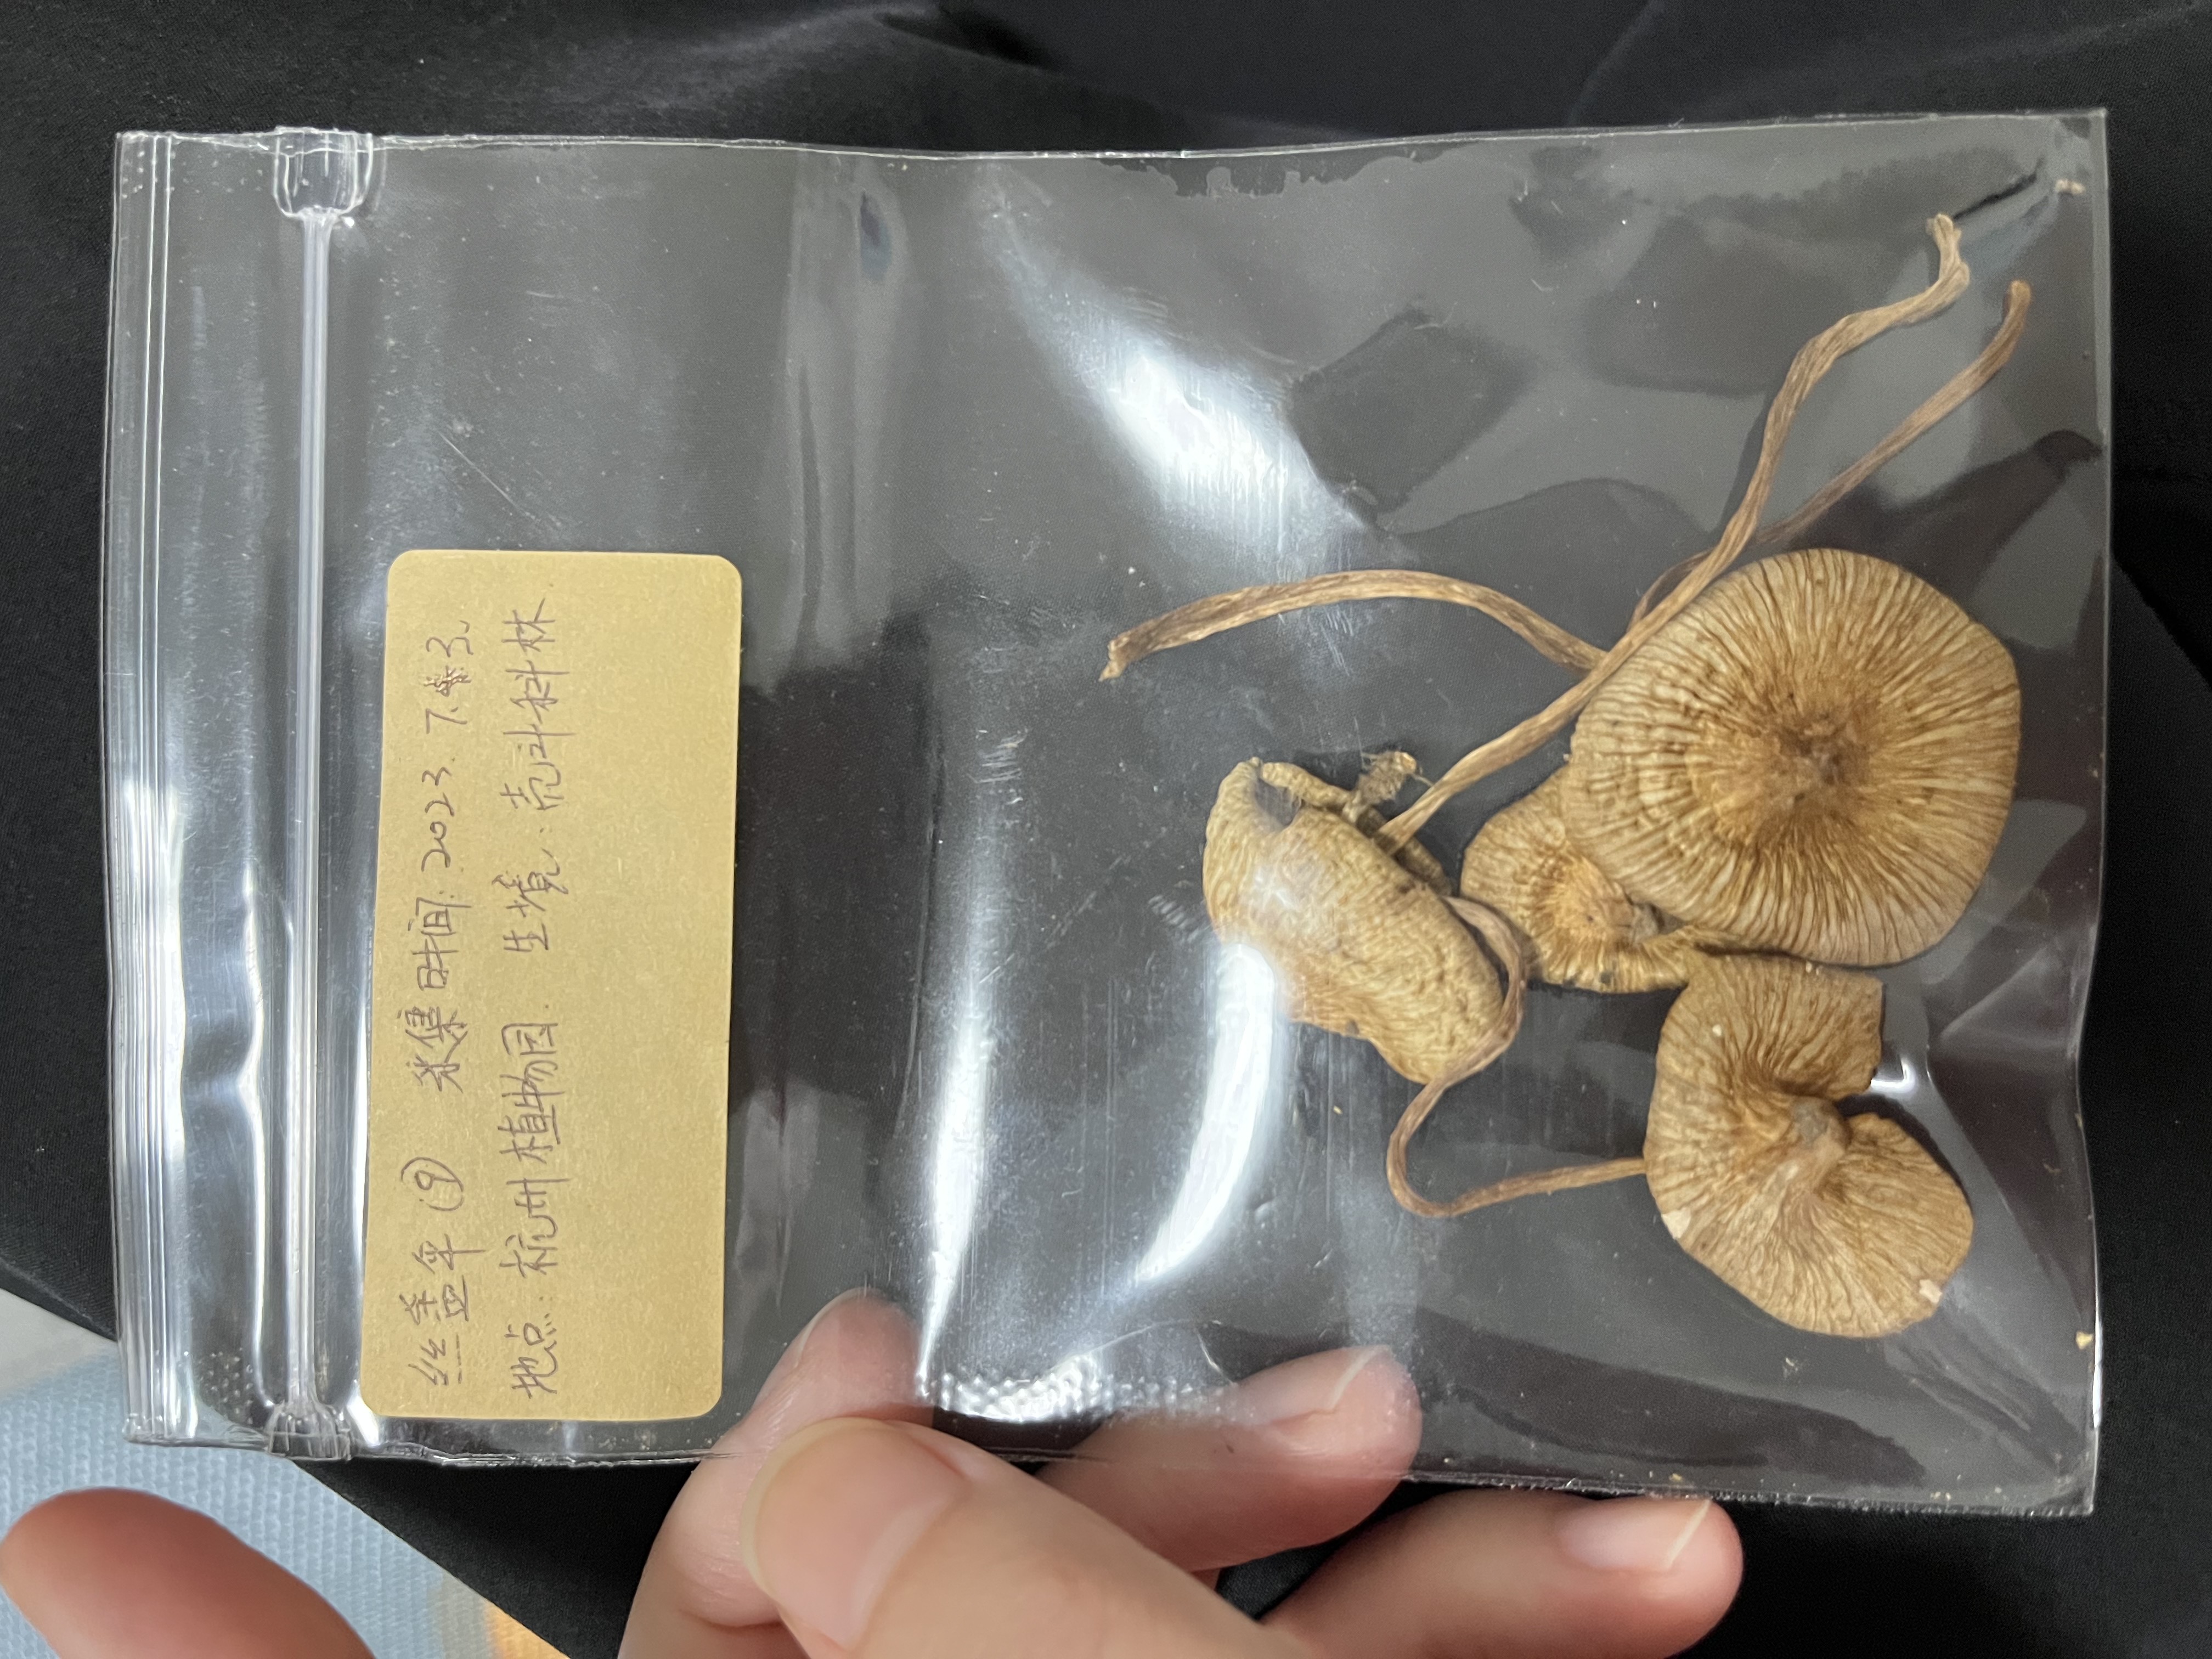 丝盖伞⑨ 采集时间:2023.7.3.
地点:杭州植物园. 生境:壳斗科林